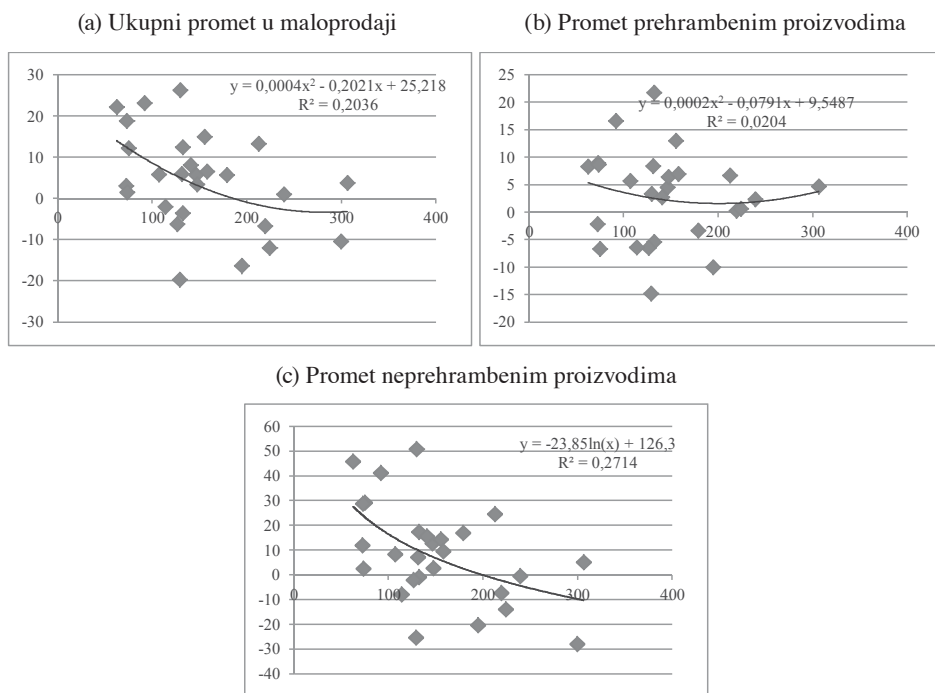 (a) Ukupni promet u maloprodaji
y = 0,0004x² - 0,2021x + 25,218
R² = 0,2036
30
20
10
0
-10
-20
-30
0 100 200 300 400
(b) Promet prehrambenim proizvodima
y = 0,0002x² - 0,0791x + 9,5487
R² = 0,0204
25
20
15
10
5
0
-5
-10
-15
-20
0 100 200 300 400
(c) Promet neprehrambenim proizvodima
y = -23,85ln(x) + 126,3
R² = 0,2714
60
50
40
30
20
10
0
-10
-20
-30
-40
0 100 200 300 400